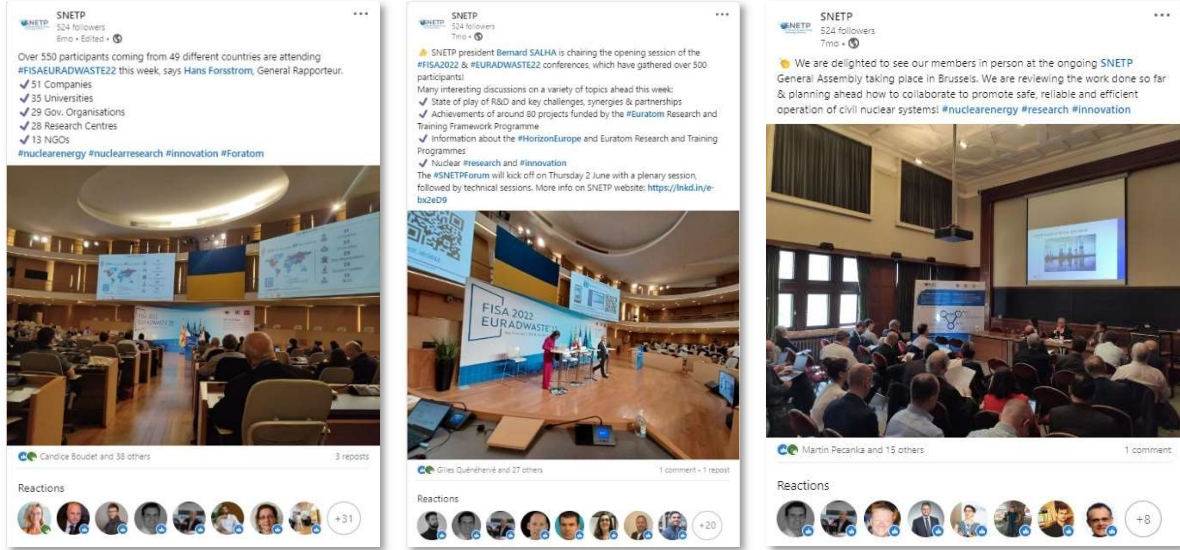 SNETP
SNETP
524 followers
6mo • Edited •
Over 550 participants coming from 49 different countries are attending
#FISAEURADWASTE22 this week, says Hans Forsstrom, General Rapporteur.
✔51 Companies
✔35 Universities
✔29 Gov. Organisations
✔28 Research Centres
✔13 NGOs
#nuclearenergy #nuclearresearch #innovation #Foratom
FISA 2022
EURADWASTE'22
Candice Boudet and 38 others
3 reposts
Reactions
+31
SNETP
SNETP
524 followers
7mo •
SNETP president Bernard SALHA is chairing the opening session of the
#FISA2022 & #EURADWASTE22 conferences, which have gathered over 500
participants!
Many interesting discussions on a variety of topics ahead this week:
✔ State of play of R&D and key challenges, synergies & partnerships
✔ Achievements of around 80 projects funded by the #Euratom Research and
Training Framework Programme
✔ Information about the #HorizonEurope and Euratom Research and Training
Programmes
✔ Nuclear #research and #innovation
The #SNETPForum will kick off on Thursday 2 June with a plenary session,
followed by technical sessions. More info on SNETP website: https://lnkd.in/e-
bx2eD9
FISA 2022
EURADWASTE'22
Giles Quénéhervé and 27 others
1 comment • 1 repost
Reactions
+20
SNETP
SNETP
524 followers
7mo •
We are delighted to see our members in person at the ongoing SNETP
General Assembly taking place in Brussels. We are reviewing the work done so far
& planning ahead how to collaborate to promote safe, reliable and efficient
operation of civil nuclear systems! #nuclearenergy #research #innovation
Martin Pecanka and 15 others
1 comment
Reactions
+8